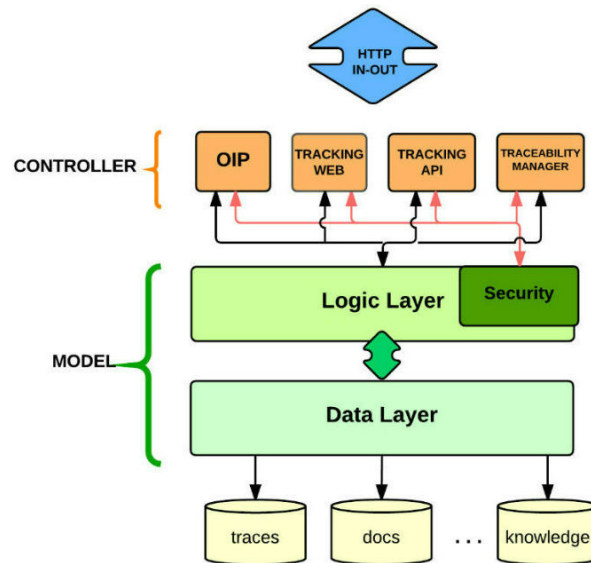 HTTP
IN-OUT
CONTROLLER
OIP
TRACKING
WEB
TRACKING
API
TRACEABILITY
MANAGER
Logic Layer
Security
MODEL
Data Layer
traces
docs
...
knowledge